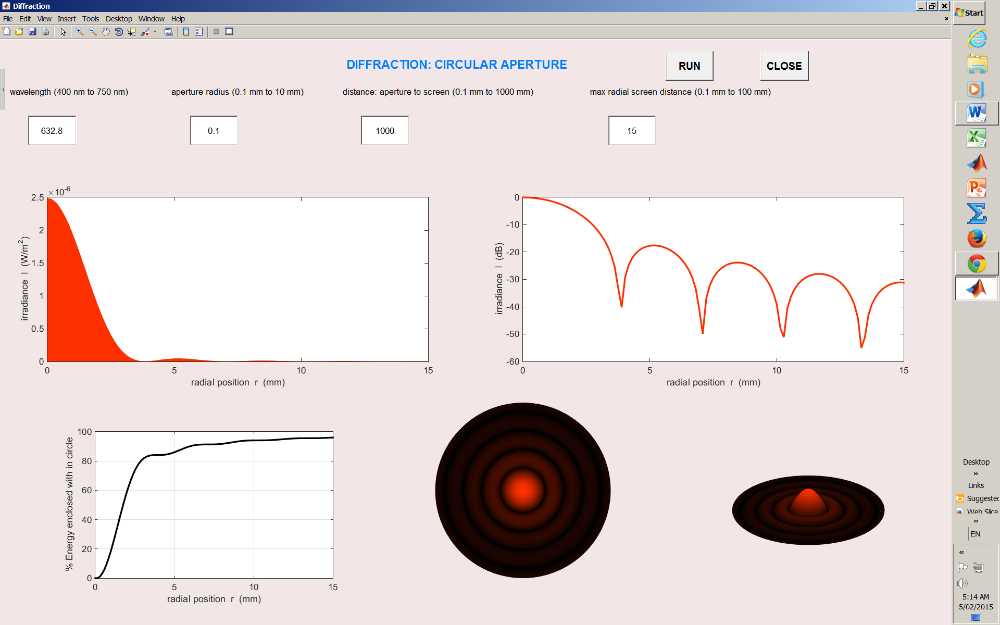 Diffraction
File Edit View Insert Tools Desktop Window Help
Start
DIFFRACTION: CIRCULAR APERTURE
RUN
CLOSE
wavelength (400 nm to 750 nm)
aperture radius (0.1 mm to 10 mm)
distance: aperture to screen (0.1 mm to 1000 mm)
max radial screen distance (0.1 mm to 100 mm)
632.8
0.1
1000
15
×10^-6
2.5
2
1.5
1
0.5
0
irradiance I (W/m²)
0 5 10 15
radial position r (mm)
0
-10
-20
-30
-40
-50
-60
irradiance I (dB)
0 5 10 15
radial position r (mm)
100
80
60
40
20
0
% Energy enclosed with in circle
0 5 10 15
radial position r (mm)
Desktop
»
Links
Suggested
Web Slice
»
EN
«
5:14 AM
5/02/2015